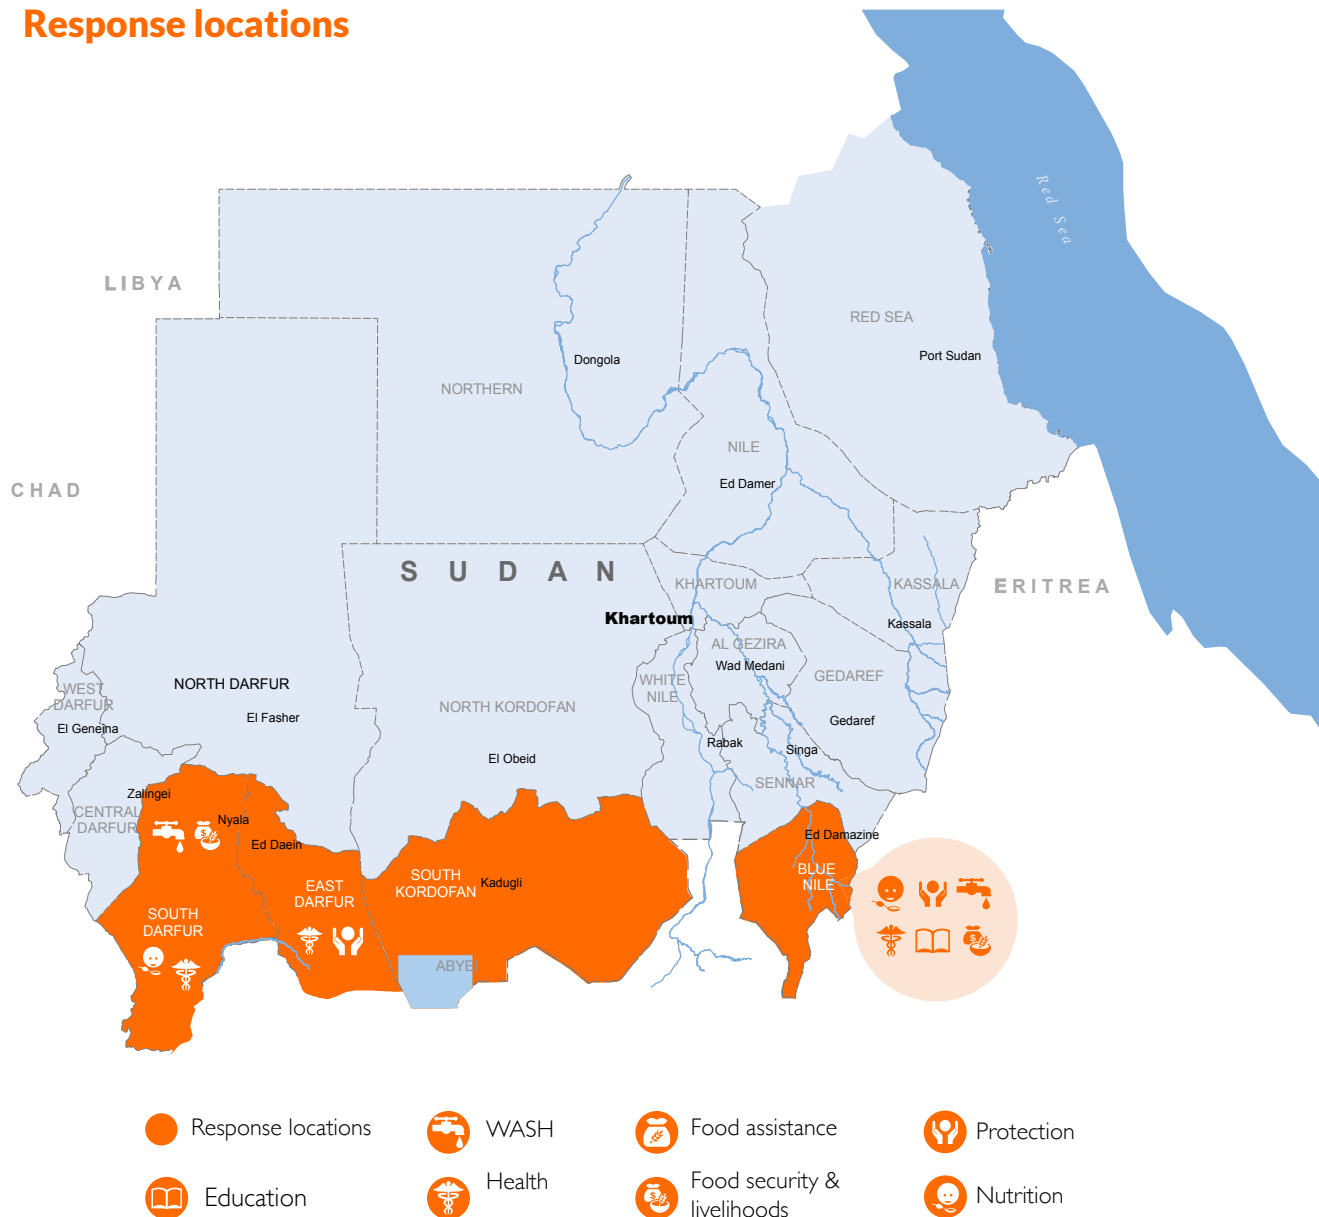 Response locations
Red Sea
LIBYA
RED SEA
Port Sudan
Dongola
NORTHERN
NILE
CHAD
Ed Damer
SUDAN
KHARTOUM
KASSALA
ERITREA
Khartoum
Kassala
AL GEZIRA
Wad Medani
WHITE
NILE
GEDAREF
NORTH DARFUR
WEST
DARFUR
El Geneina
El Fasher
NORTH KORDOFAN
Gedaref
Rabak
Singa
El Obeid
SENNAR
Zalingei
CENTRAL
DARFUR
Nyala
Ed Daein
Ed Damazine
BLUE
NILE
SOUTH
KORDOFAN
Kadugli
EAST
DARFUR
SOUTH
DARFUR
ABYEI
Response locations
WASH
Food assistance
Protection
Education
Health
Food security &
livelihoods
Nutrition